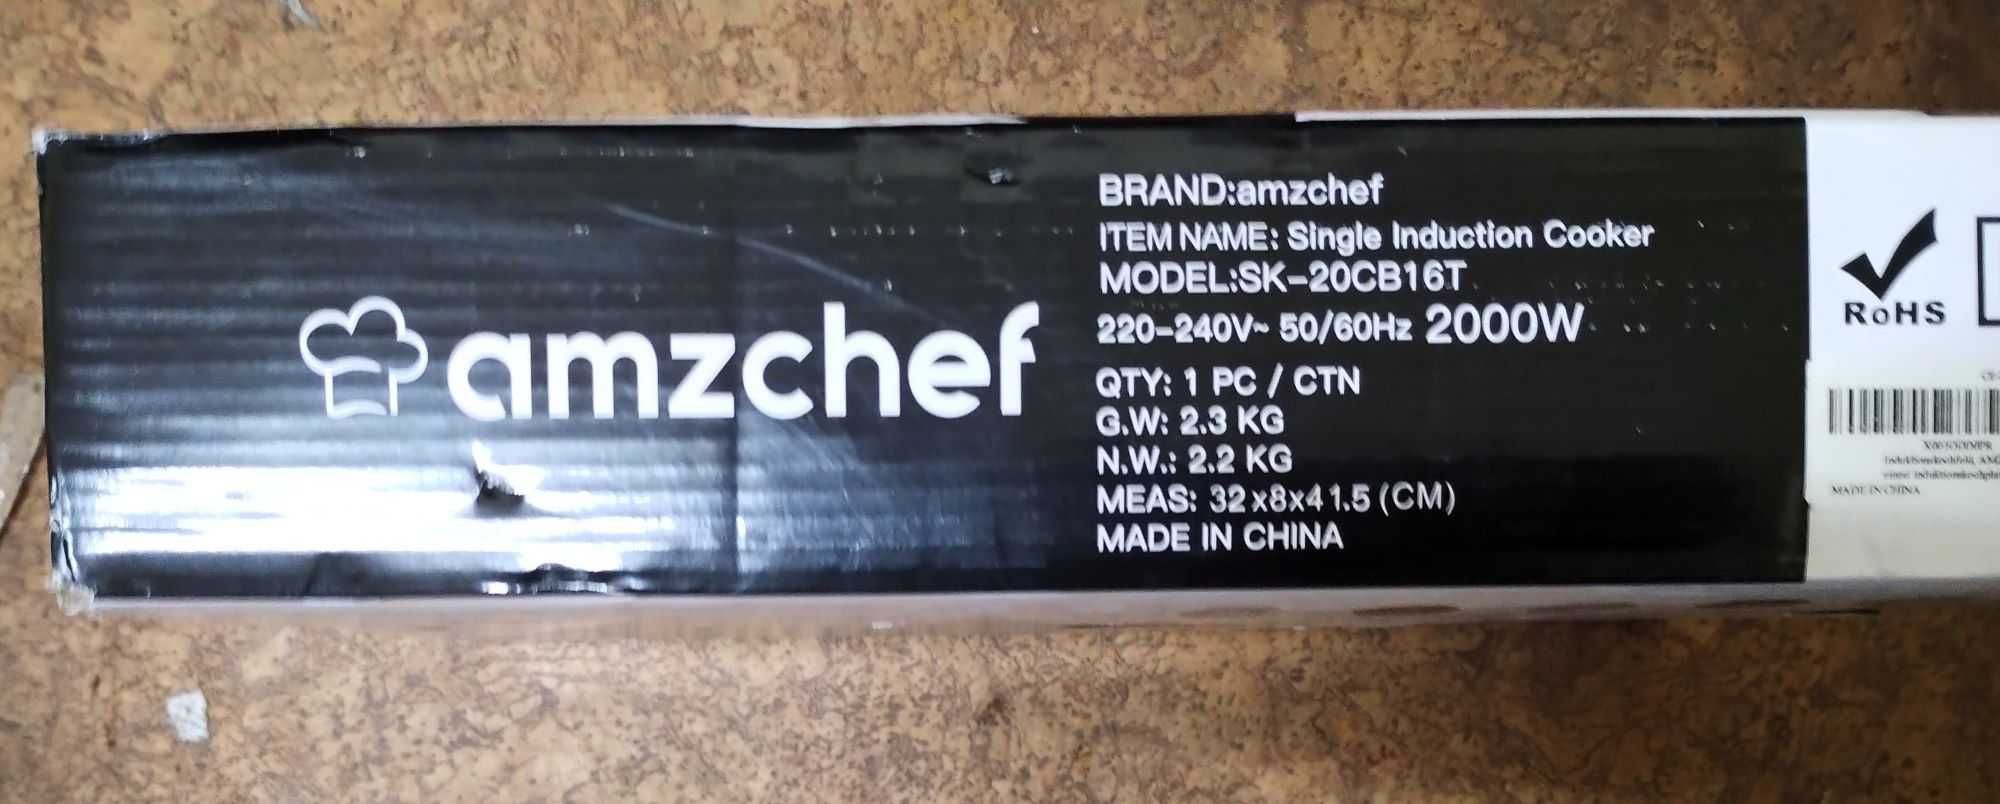 amzchef
BRAND:amzchef
ITEM NAME: Single Induction Cooker
MODEL:SK-20CB16T
220-240V~ 50/60Hz 2000W
QTY: 1 PC / CTN
G.W: 2.3 KG
N.W.: 2.2 KG
MEAS: 32x8x41.5 (CM)
MADE IN CHINA
RoHS
MADE IN CHINA